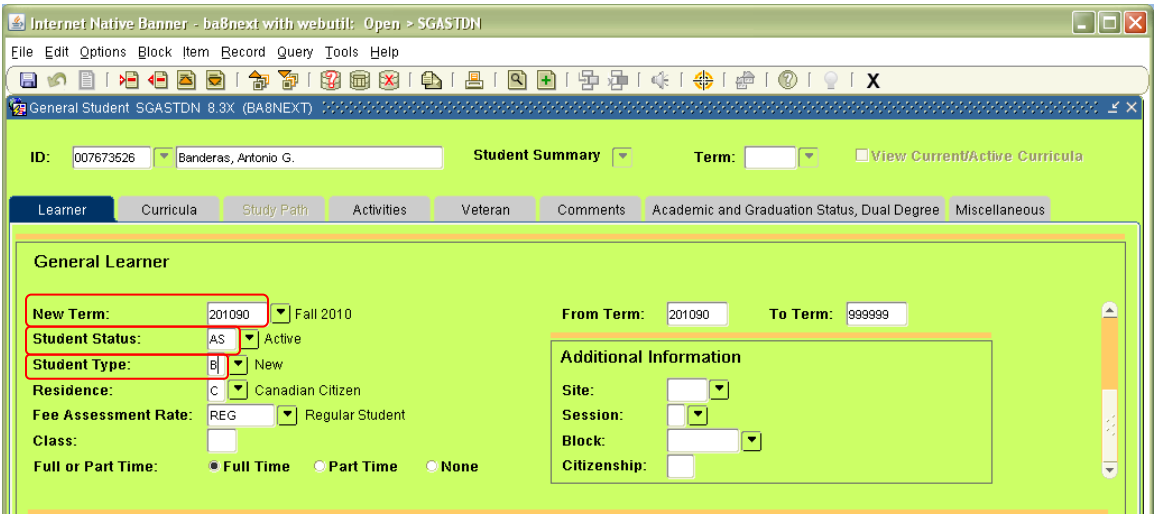 Internet Native Banner - ba8next with webutil: Open > SGASTDN
File Edit Options Block Item Record Query Tools Help
X
General Student SGASTDN 8.3X (BA8NEXT)
ID: 007673526 Banderas, Antonio G. Student Summary Term: View Current/Active Curricula
Learner Curricula Study Path Activities Veteran Comments Academic and Graduation Status, Dual Degree Miscellaneous
General Learner
New Term: 201090 Fall 2010 From Term: 201090 To Term: 999999
Student Status: AS Active
Additional Information
Student Type: B New
Residence: C Canadian Citizen Site:
Fee Assessment Rate: REG Regular Student Session:
Class: Block:
Full or Part Time: Full Time Part Time None Citizenship: